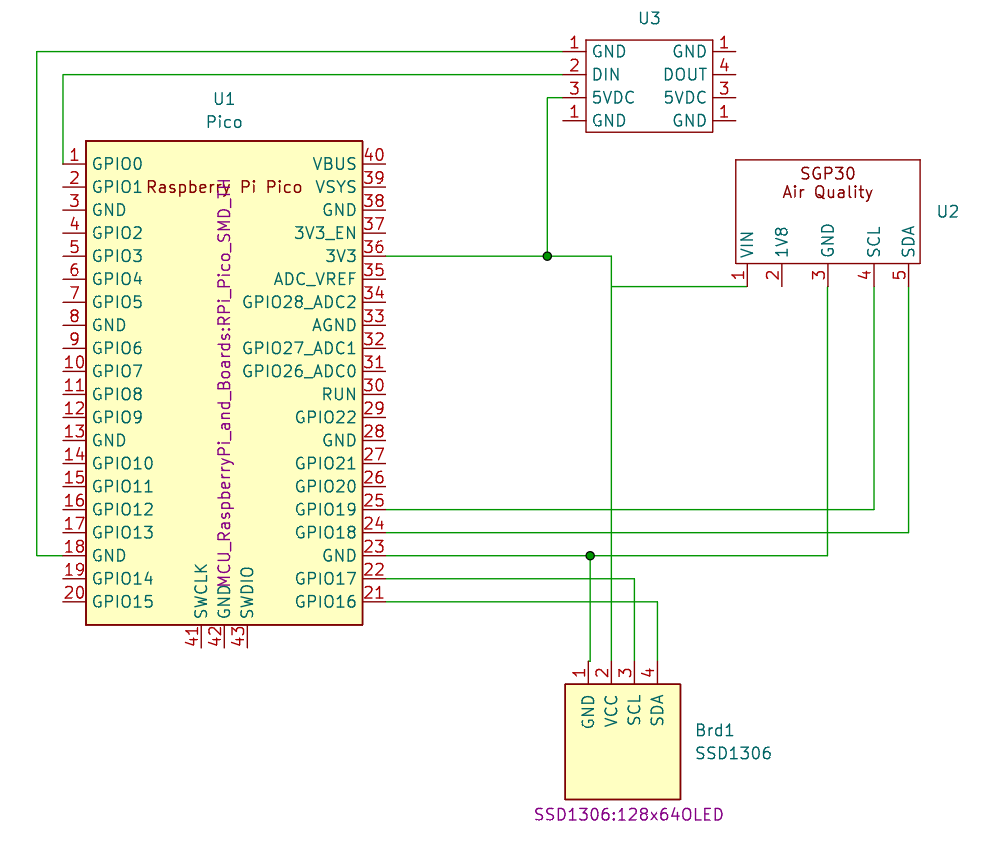 U3
1 GND GND 1
2 DIN DOUT 4
3 5VDC 5VDC 3
1 GND GND 1
U1
Pico
Raspberry Pi Pico
MCU_RaspberryPi_and_Boards:RPi_Pico_SMD_TH
1 GPIO0 VBUS 40
2 GPIO1 VSYS 39
3 GND GND 38
4 GPIO2 3V3_EN 37
5 GPIO3 3V3 36
6 GPIO4 ADC_VREF 35
7 GPIO5 GPIO28_ADC2 34
8 GND AGND 33
9 GPIO6 GPIO27_ADC1 32
10 GPIO7 GPIO26_ADC0 31
11 GPIO8 RUN 30
12 GPIO9 GPIO22 29
13 GND GND 28
14 GPIO10 GPIO21 27
15 GPIO11 GPIO20 26
16 GPIO12 GPIO19 25
17 GPIO13 GPIO18 24
18 GND GND 23
19 GPIO14 GPIO17 22
20 GPIO15 GPIO16 21
SWCLK 41
GND 42
SWDIO 43
SGP30
Air Quality
U2
VIN 1
1V8 2
GND 3
SCL 4
SDA 5
1 GND
2 VCC
3 SCL
4 SDA
Brd1
SSD1306
SSD1306:128x64OLED